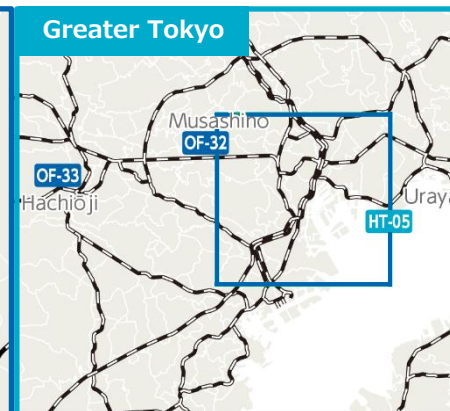 Greater Tokyo
Musashino
OF-32
OF-33
Hachioji
Uraya
HT-05